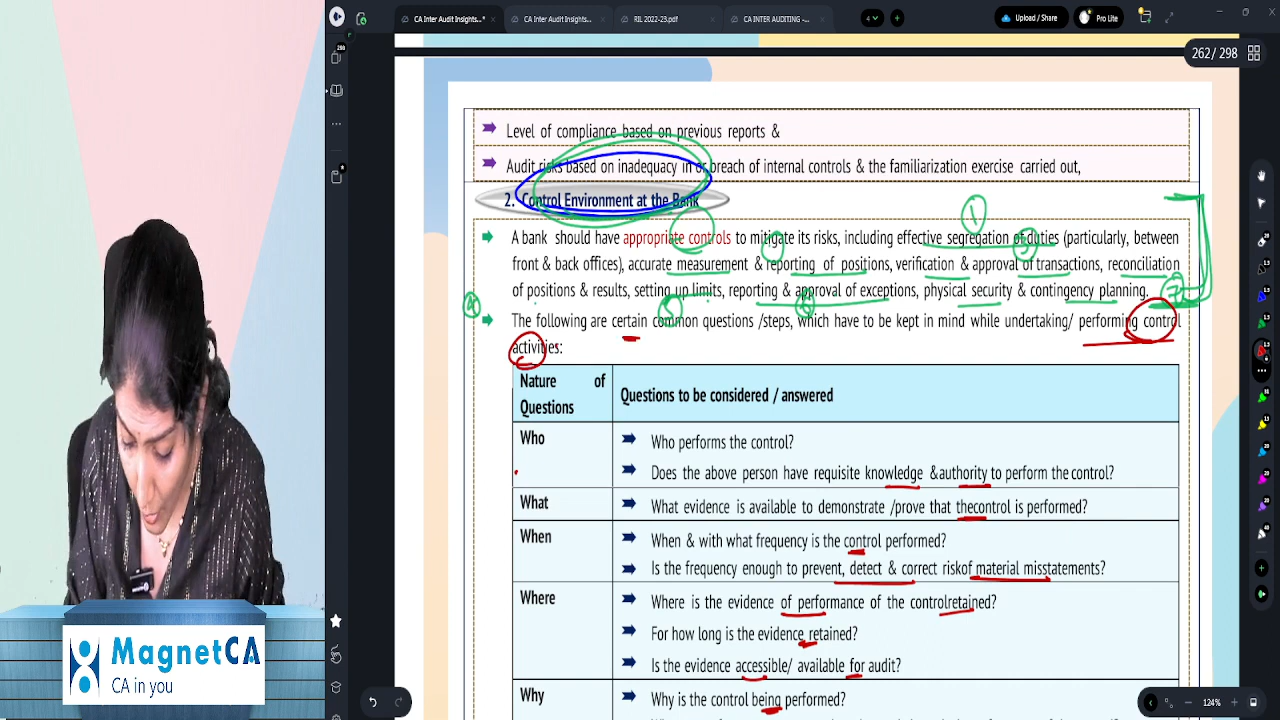 CA Inter Audit Insights...*
CA Inter Audit Insights...
RIL 2022-23.pdf
CA INTER AUDITING -...
4
Upload / Share
Pro Lite
298
262/ 298
Level of compliance based on previous reports &
Audit risks based on inadequacy in or breach of internal controls & the familiarization exercise carried out,
2. Control Environment at the Bank
A bank should have appropriate controls to mitigate its risks, including effective segregation of duties (particularly, between
front & back offices), accurate measurement & reporting of positions, verification & approval of transactions, reconciliation
of positions & results, setting up limits, reporting & approval of exceptions, physical security & contingency planning.
The following are certain common questions /steps, which have to be kept in mind while undertaking/ performing control
activities:
Nature of Questions
Questions to be considered / answered
Who
Who performs the control?
Does the above person have requisite knowledge &authority to perform the control?
What
What evidence is available to demonstrate /prove that thecontrol is performed?
When
When & with what frequency is the control performed?
Is the frequency enough to prevent, detect & correct riskof material misstatements?
Where
Where is the evidence of performance of the controlretained?
For how long is the evidence retained?
Is the evidence accessible/ available for audit?
Why
Why is the control being performed?
MagnetCA
CA in you
124%